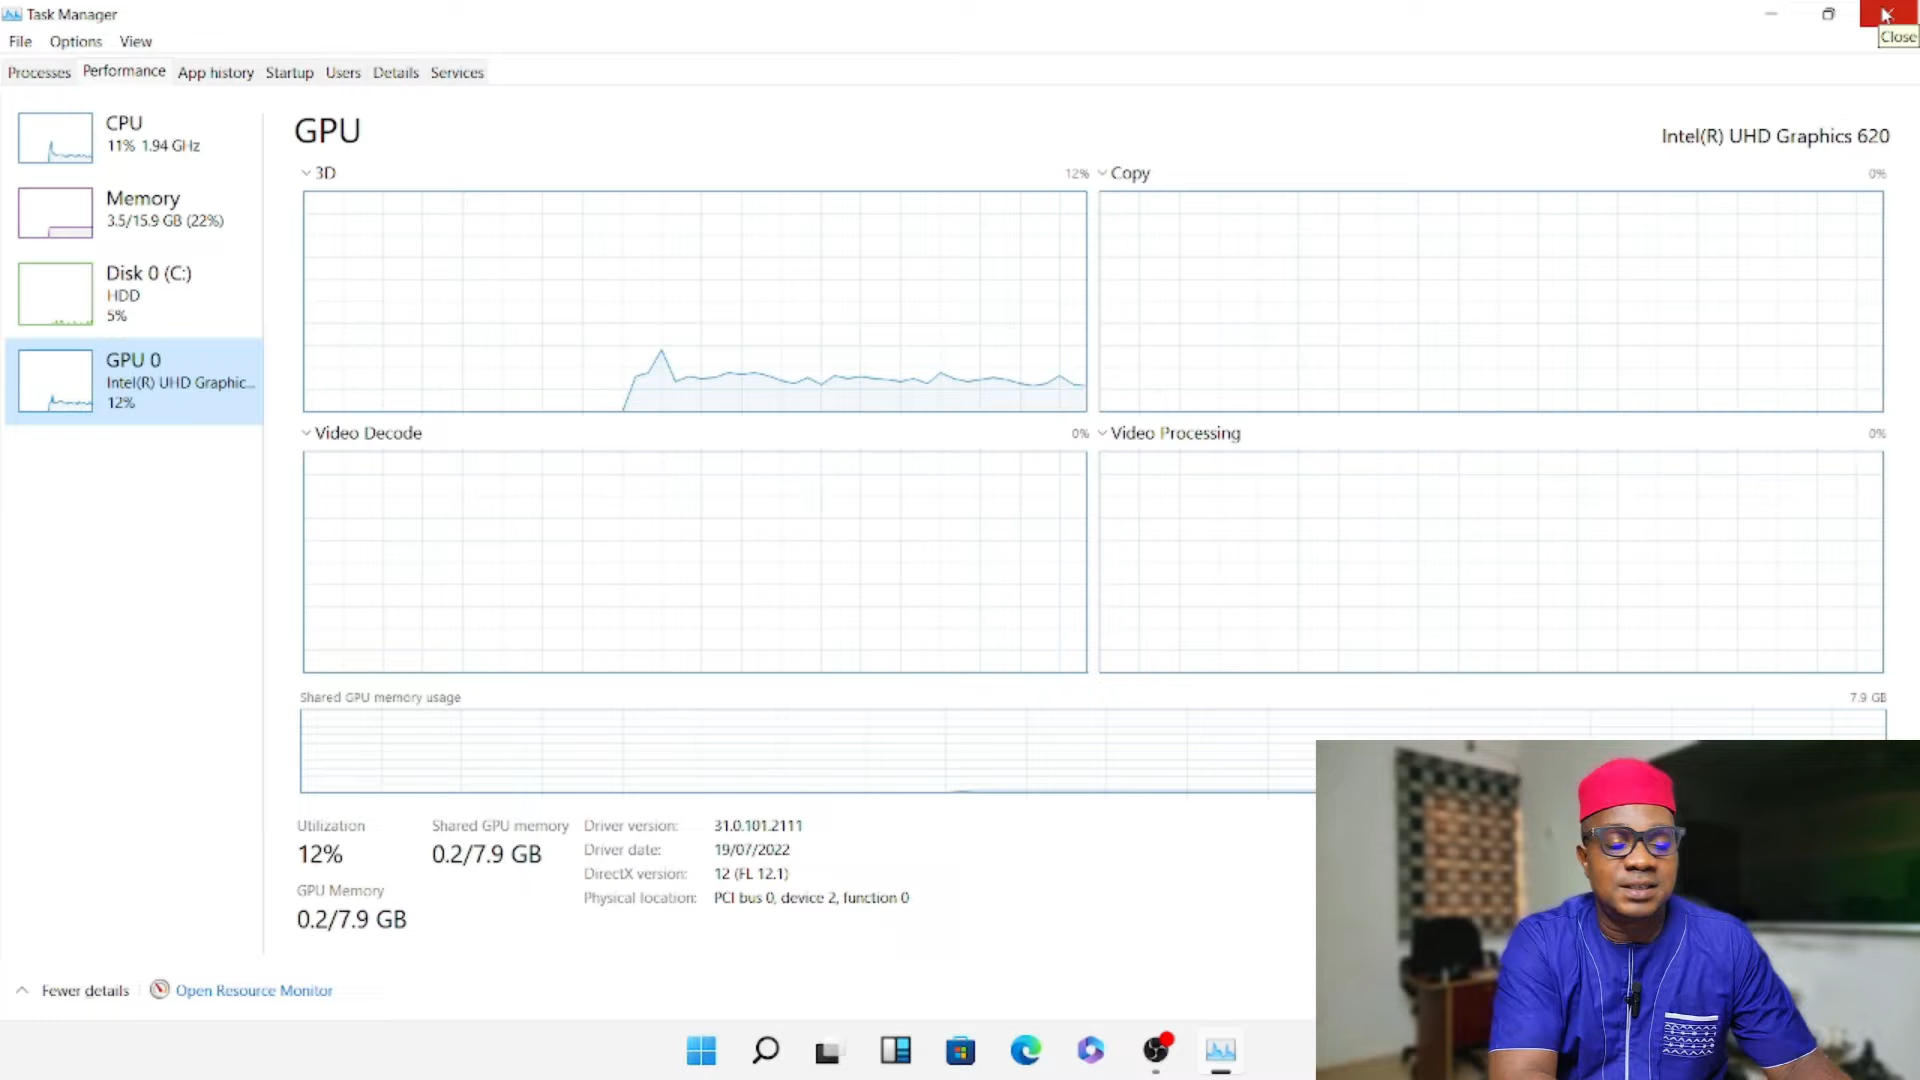 Task Manager
Close
File Options View
Processes Performance App history Startup Users Details Services
CPU
11% 1.94 GHz
Memory
3.5/15.9 GB (22%)
Disk 0 (C:)
HDD
5%
GPU 0
Intel(R) UHD Graphic...
12%
GPU
Intel(R) UHD Graphics 620
3D 12%
Copy 0%
Video Decode 0%
Video Processing 0%
Shared GPU memory usage 7.9 GB
Utilization
12%
Shared GPU memory
0.2/7.9 GB
GPU Memory
0.2/7.9 GB
Driver version: 31.0.101.2111
Driver date: 19/07/2022
DirectX version: 12 (FL 12.1)
Physical location: PCI bus 0, device 2, function 0
Fewer details Open Resource Monitor